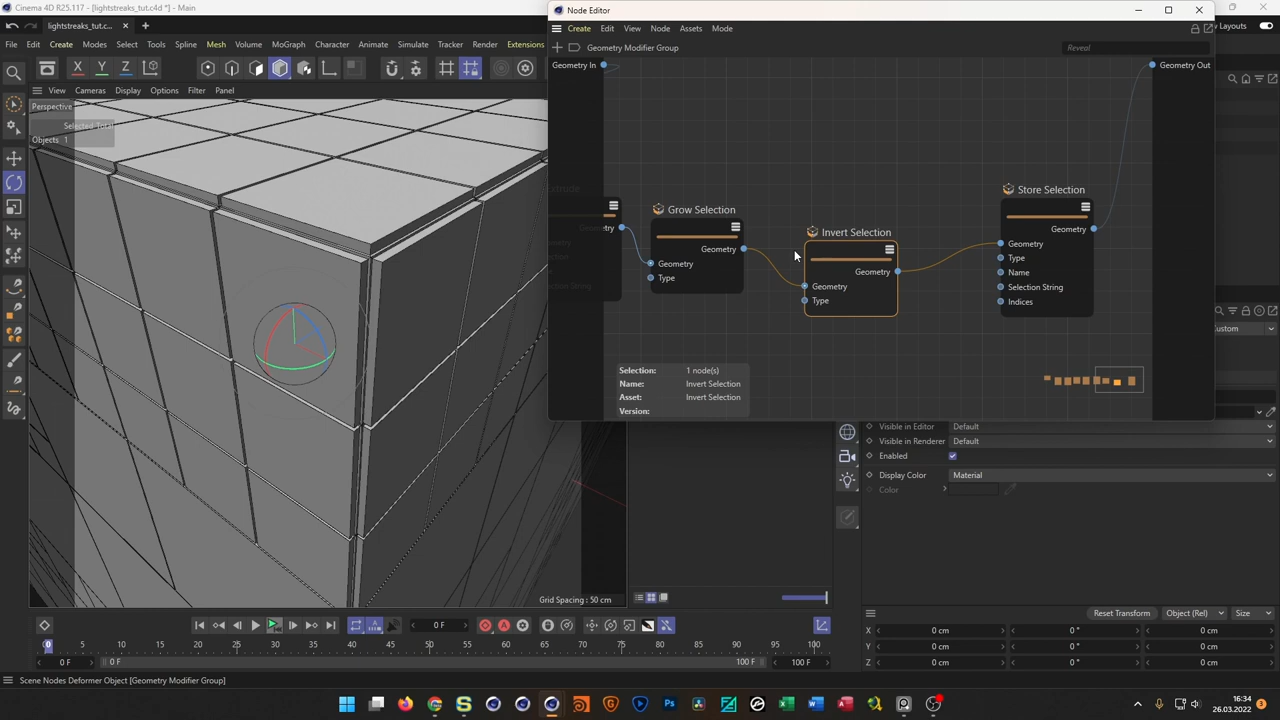 Cinema 4D R25.117 - [lightstreaks_tut.c4d *] - Main
lightstreaks_tut.c4d *
Layouts
File Edit Create Modes Select Tools Spline Mesh Volume MoGraph Character Animate Simulate Tracker Render Extensions
X Y Z
View Cameras Display Options Filter Panel
Perspective
Selected Total
Objects 1
Grid Spacing : 50 cm
Node Editor
Create Edit View Node Assets Mode
Geometry Modifier Group
Reveal
Geometry In
Geometry Out
Extrude
Geometry
Grow Selection
Geometry
Geometry
Type
Invert Selection
Geometry
Geometry
Type
Store Selection
Geometry
Geometry
Type
Name
Selection String
Indices
Selection: 1 node(s)
Name: Invert Selection
Asset: Invert Selection
Version:
Visible in Editor Default
Visible in Renderer Default
Enabled
Display Color Material
Color
Reset Transform Object (Rel) Size
X 0 cm 0 ° 0 cm
Y 0 cm 0 ° 0 cm
Z 0 cm 0 ° 0 cm
0 F
0 5 10 15 20 25 30 35 40 45 50 55 60 65 70 75 80 85 90 95 100
0 F 0 F 100 F 100 F
Scene Nodes Deformer Object [Geometry Modifier Group]
16:34
26.03.2022